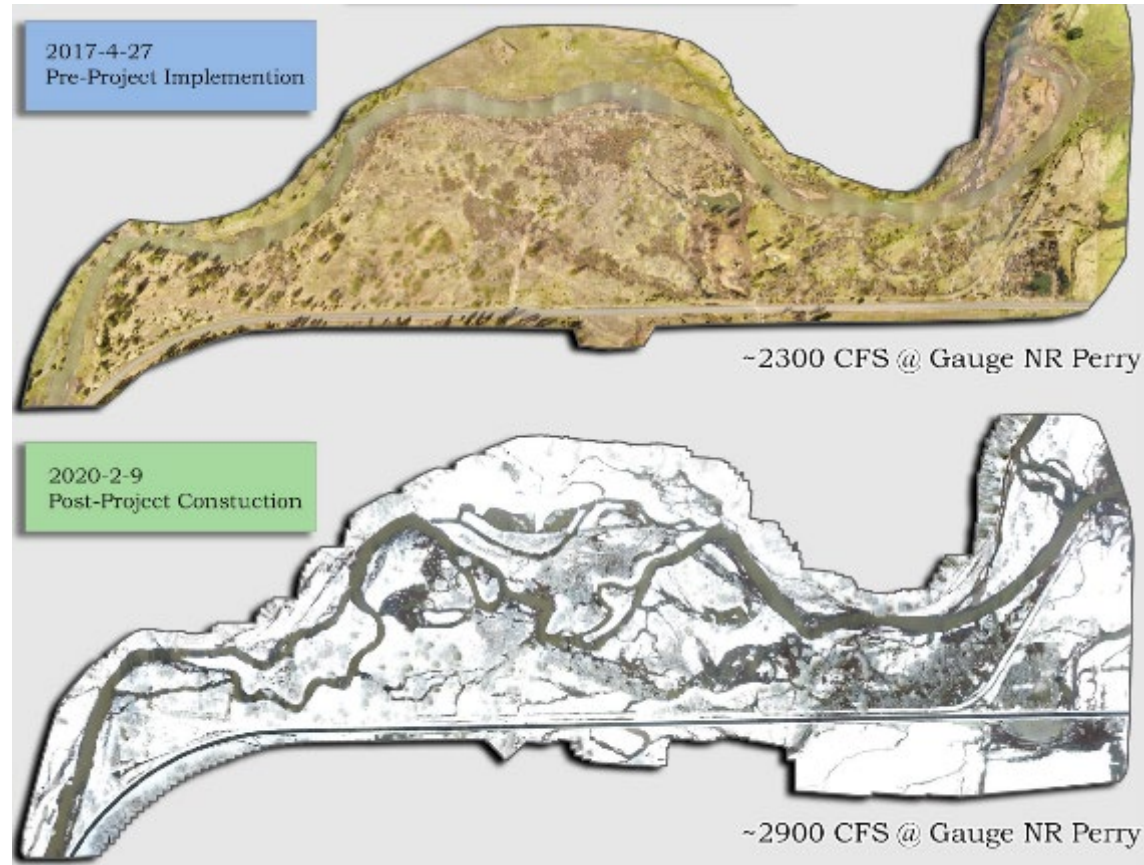 2017-4-27
Pre-Project Implemention
~2300 CFS @ Gauge NR Perry
2020-2-9
Post-Project Constuction
~2900 CFS @ Gauge NR Perry